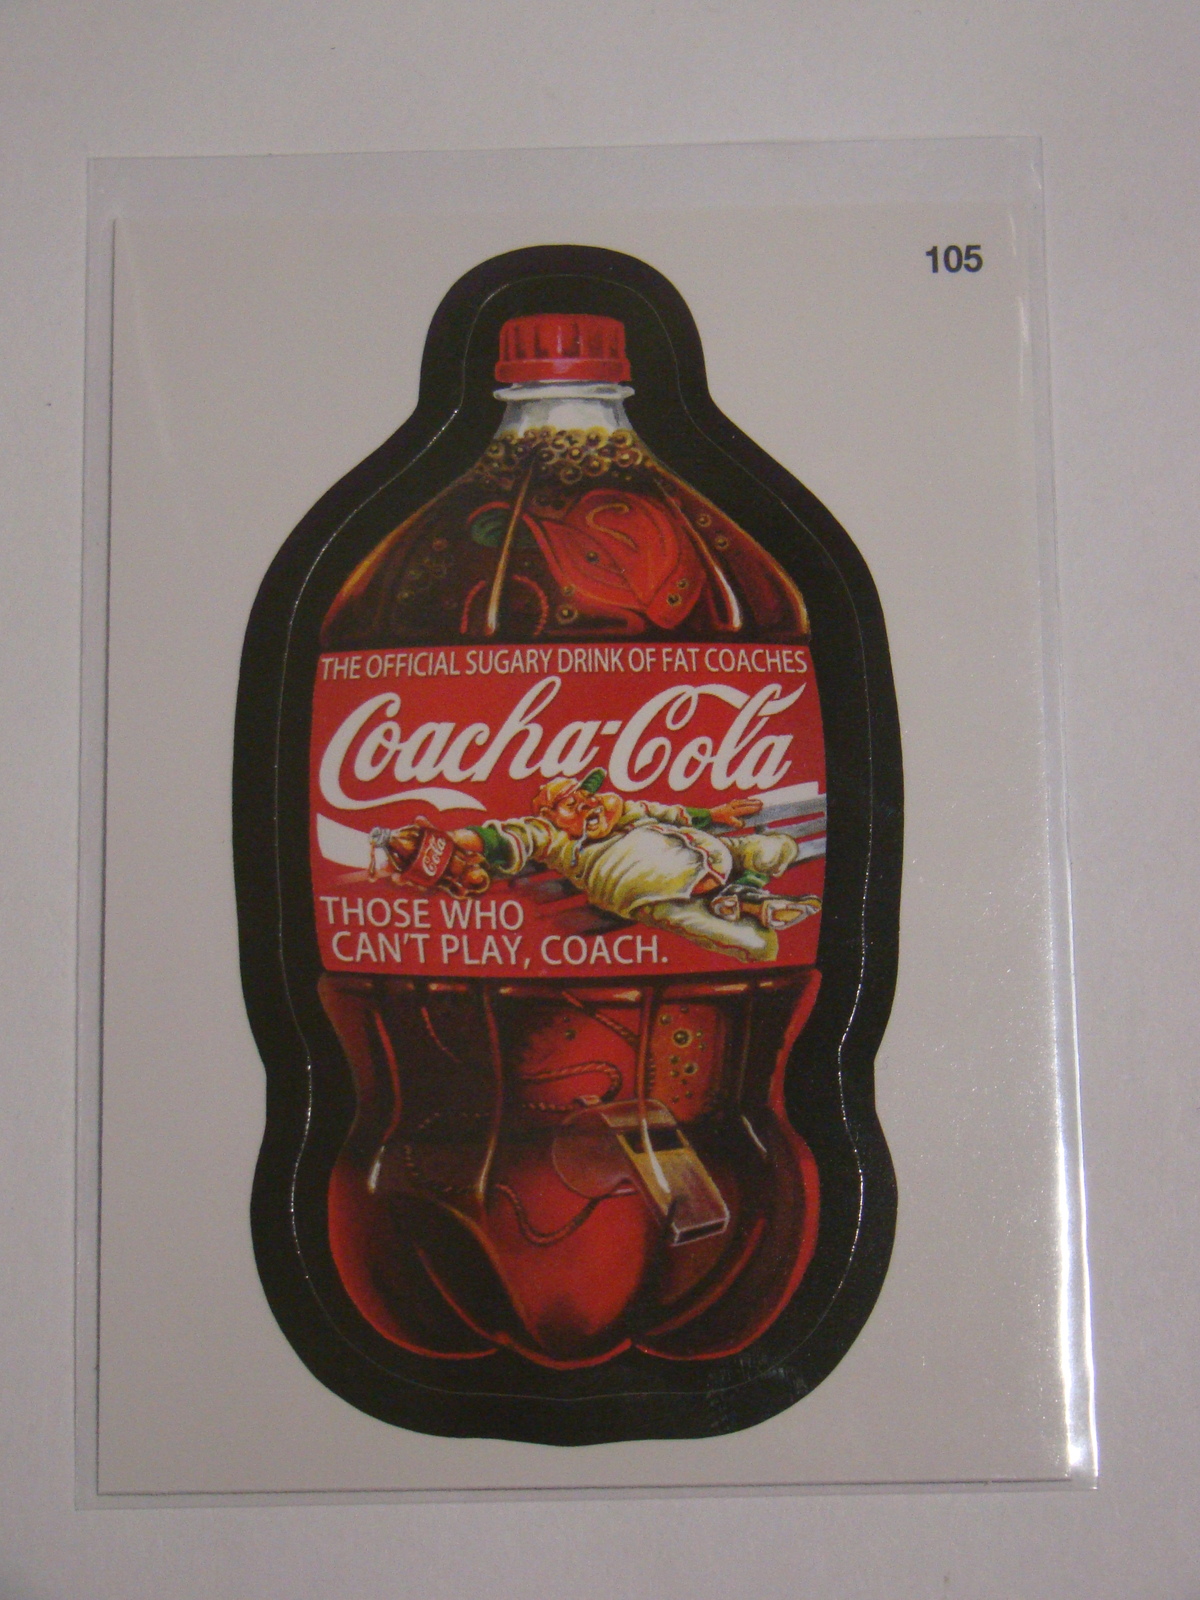 105
THE OFFICIAL SUGARY DRINK OF FAT COACHES
Coacha-Cola
Cola
THOSE WHO
CAN'T PLAY, COACH.